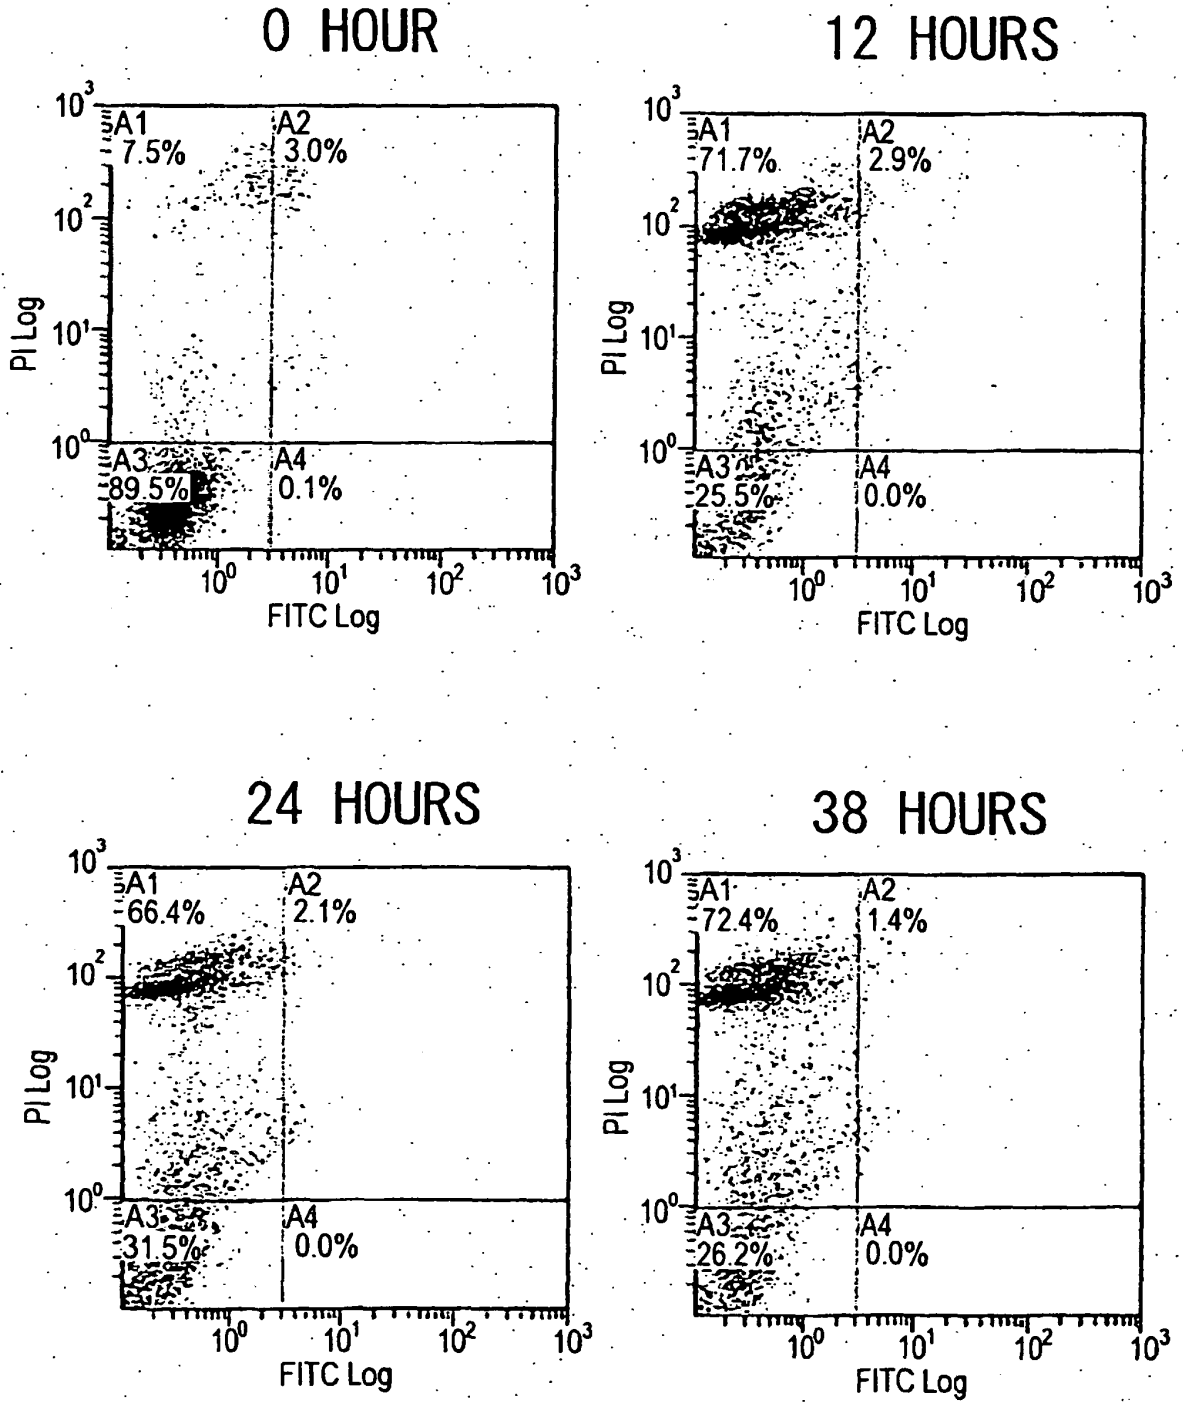 0 HOUR
10³
A1
7.5%
A2
3.0%
10²
10¹
10⁰
PI Log
A3
89.5%
A4
0.1%
10⁰ 10¹ 10² 10³
FITC Log
12 HOURS
10³
A1
71.7%
A2
2.9%
10²
10¹
10⁰
PI Log
A3
25.5%
A4
0.0%
10⁰ 10¹ 10² 10³
FITC Log
24 HOURS
10³
A1
66.4%
A2
2.1%
10²
10¹
10⁰
PI Log
A3
31.5%
A4
0.0%
10⁰ 10¹ 10² 10³
FITC Log
38 HOURS
10³
A1
72.4%
A2
1.4%
10²
10¹
10⁰
PI Log
A3
26.2%
A4
0.0%
10⁰ 10¹ 10² 10³
FITC Log